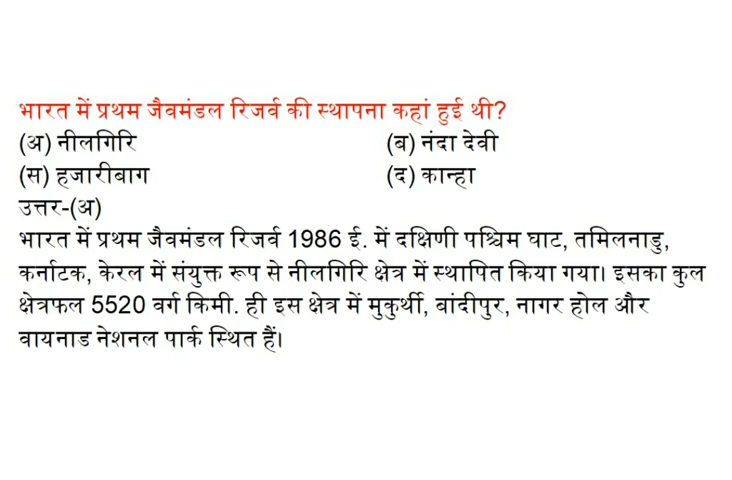 भारत में प्रथम जैवमंडल रिजर्व की स्थापना कहां हुई थी?
(अ) नीलगिरि (ब) नंदा देवी
(स) हजारीबाग (द) कान्हा
उत्तर-(अ)
भारत में प्रथम जैवमंडल रिजर्व 1986 ई. में दक्षिणी पश्चिम घाट, तमिलनाडु,
कर्नाटक, केरल में संयुक्त रूप से नीलगिरि क्षेत्र में स्थापित किया गया। इसका कुल
क्षेत्रफल 5520 वर्ग किमी. ही इस क्षेत्र में मुकुर्थी, बांदीपुर, नागर होल और
वायनाड नेशनल पार्क स्थित हैं।